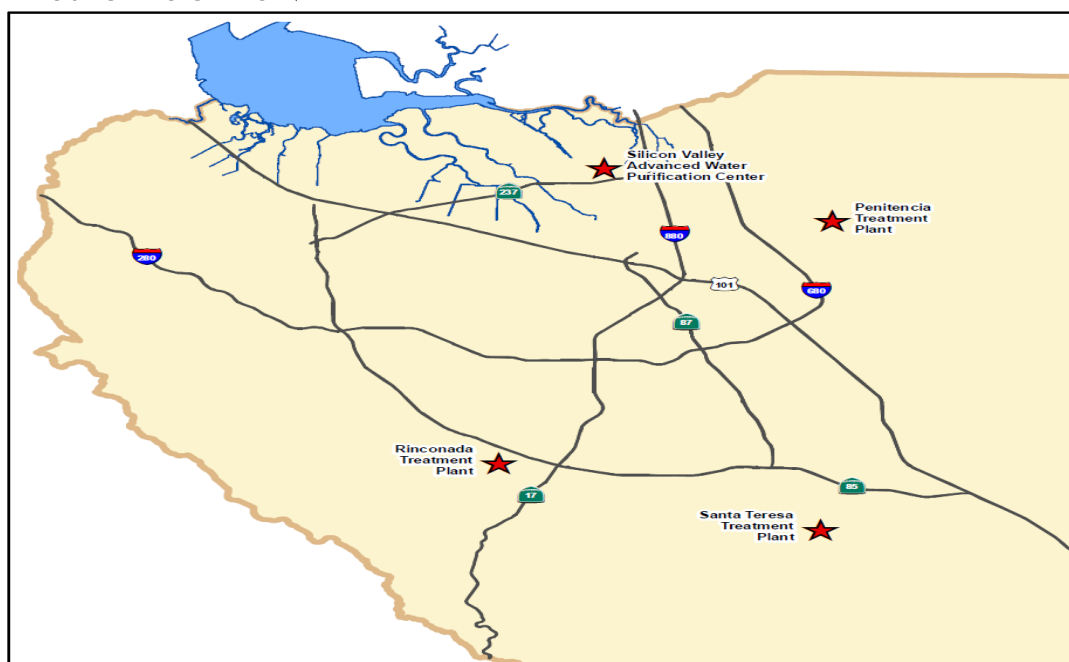 Silicon Valley
Advanced Water
Purification Center
237
Penitencia
Treatment
Plant
880
280
101
680
87
Rinconada
Treatment
Plant
85
17
Santa Teresa
Treatment
Plant